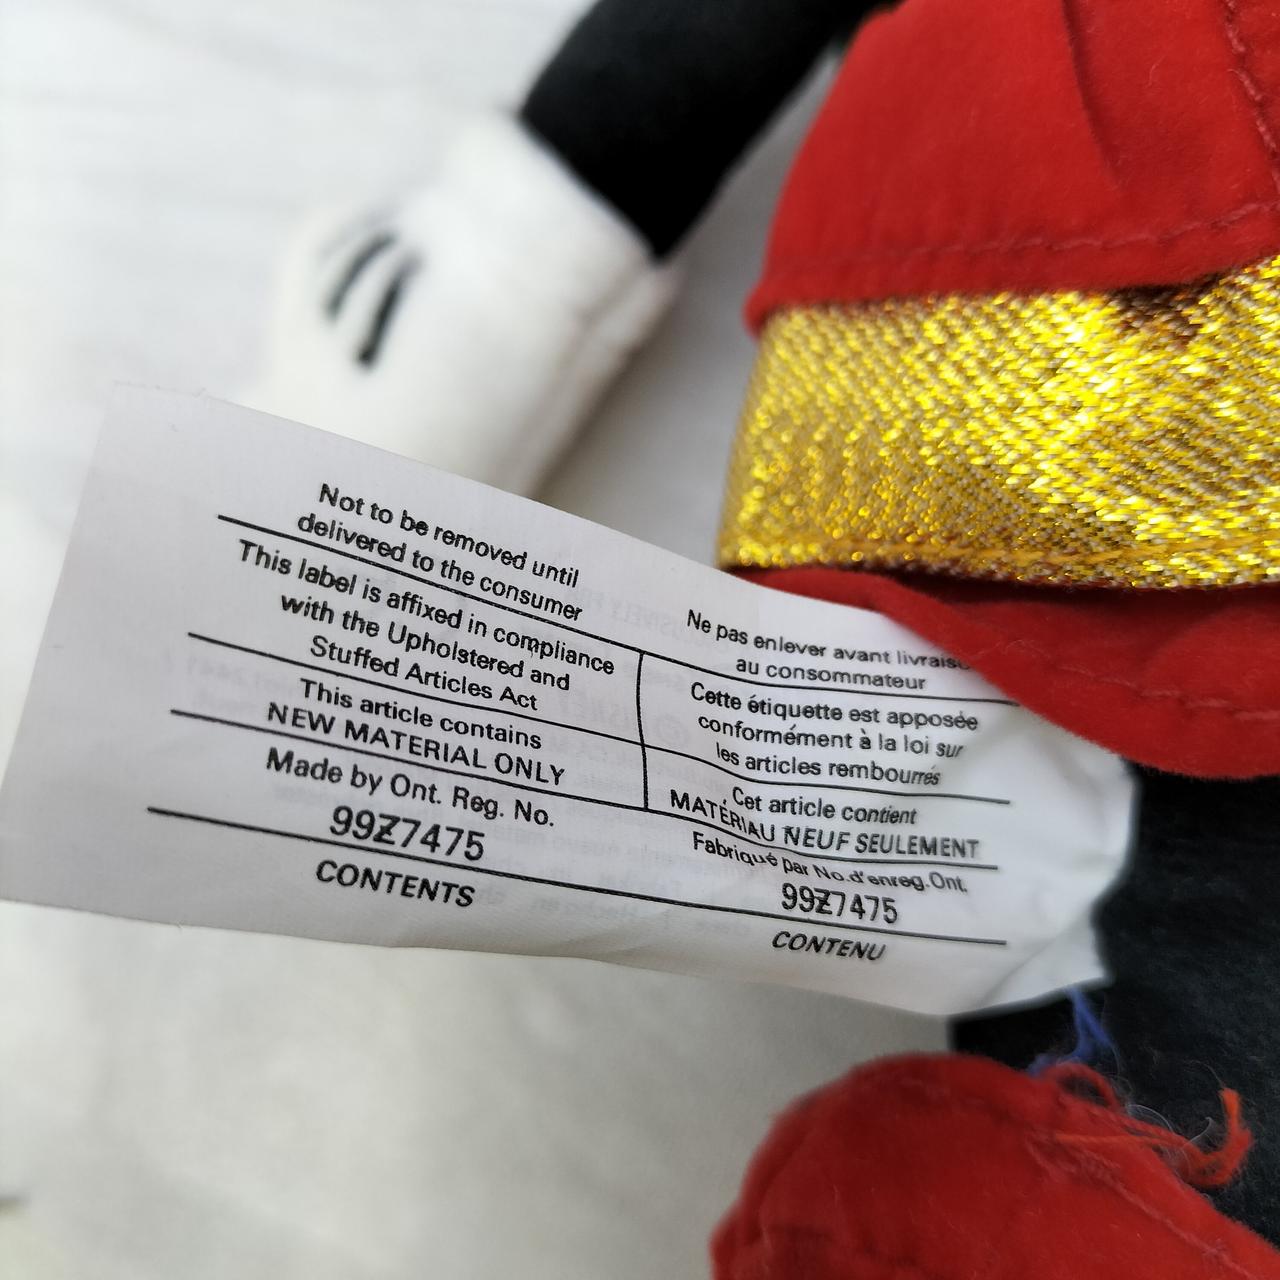 Not to be removed until
delivered to the consumer
This label is affixed in compliance
with the Upholstered and
Stuffed Articles Act
This article contains
NEW MATERIAL ONLY
Made by Ont. Reg. No.
99Z7475
CONTENTS
Ne pas enlever avant livrais
au consommateur
Cette étiquette est apposée
conformément à la loi sur
les articles rembourrés
Cet article contient
MATÉRIAU NEUF SEULEMENT
Fabriqué par No.d'enreg.Ont.
99Z7475
CONTENU